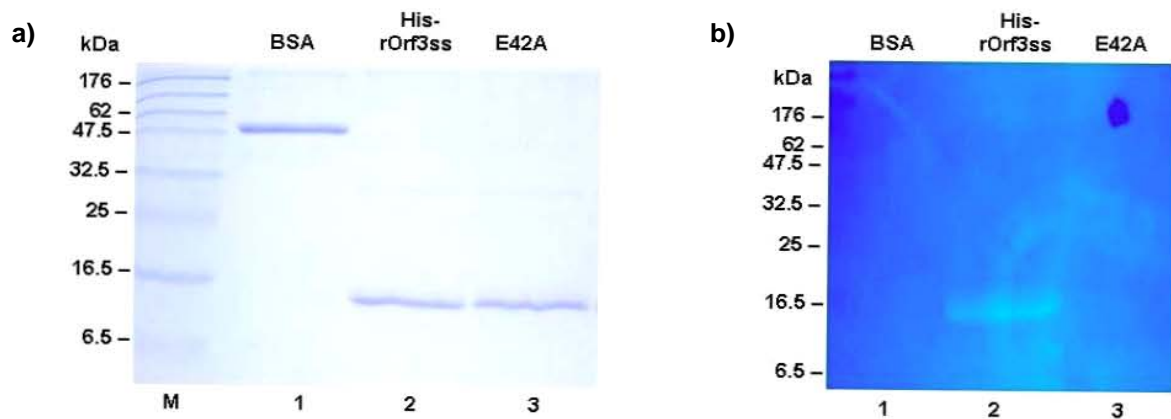 a)
kDa
BSA
His-
rOrf3ss
E42A
176 –
62 –
47.5 –
32.5 –
25 –
16.5 –
6.5 –
M
1
2
3
b)
kDa
BSA
His-
rOrf3ss
E42A
176 –
62 –
47.5 –
32.5 –
25 –
16.5 –
6.5 –
1
2
3